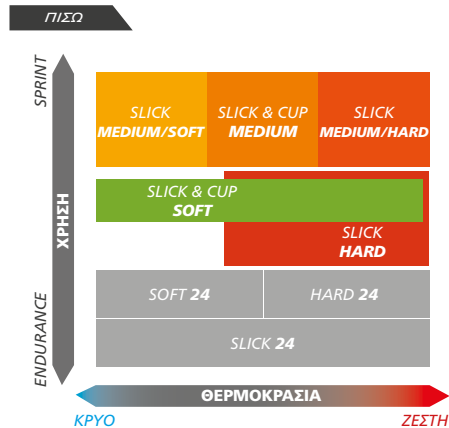 ΠΙΣΩ
SPRINT
SLICK
MEDIUM/SOFT
SLICK & CUP
MEDIUM
SLICK
MEDIUM/HARD
SLICK & CUP
SOFT
ΧΡΗΣΗ
SLICK
HARD
SOFT 24
HARD 24
ENDURANCE
SLICK 24
ΘΕΡΜΟΚΡΑΣΙΑ
ΚΡΥΟ
ΖΕΣΤΗ